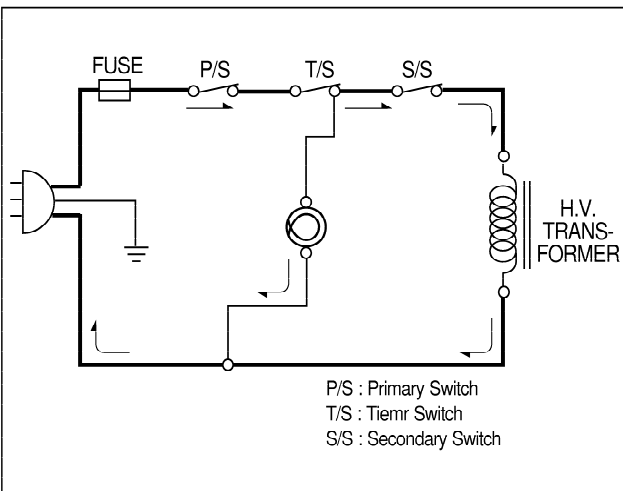 FUSE
P/S
T/S
S/S
H.V.
TRANS-
FORMER
P/S : Primary Switch
T/S : Tiemr Switch
S/S : Secondary Switch